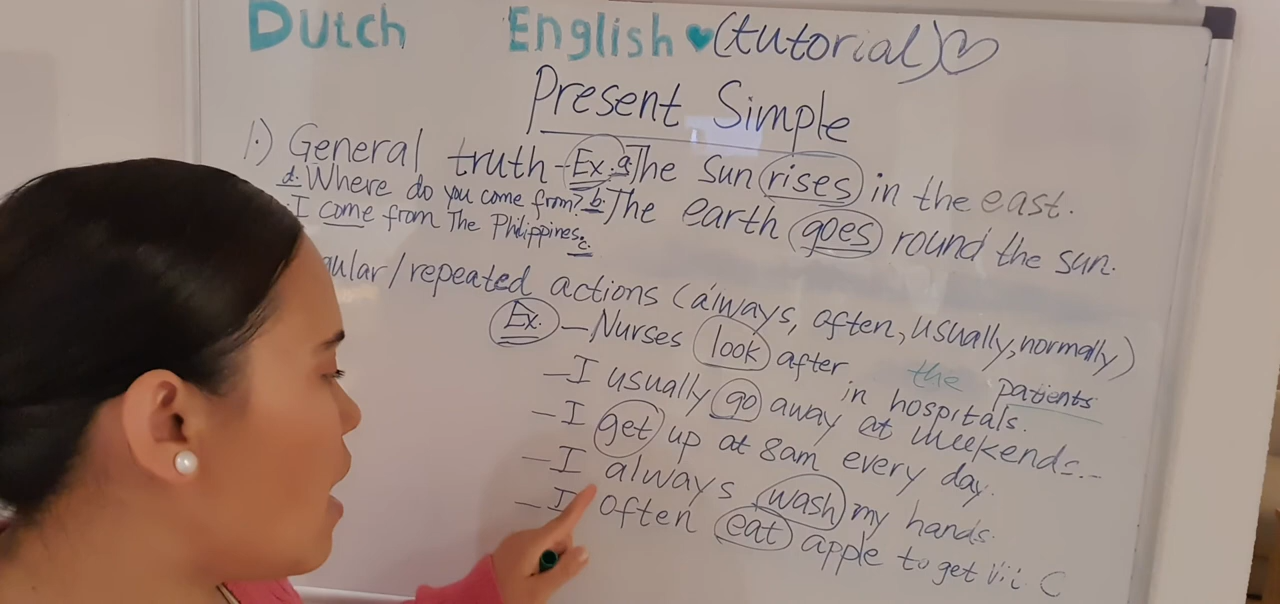 Dutch English (tutorial)
Present Simple
1.) General truth - Ex. a. The sun rises in the east.
d. Where do you come from? b. The earth goes round the sun.
I come from The Philippines c.
/repeated actions (always, often, usually, normally)
Ex. - Nurses look after the patients
in hospitals.
- I usually go away at weekends.
- I get up at 8am every day.
- I always wash my hands.
- I often eat apple to get C